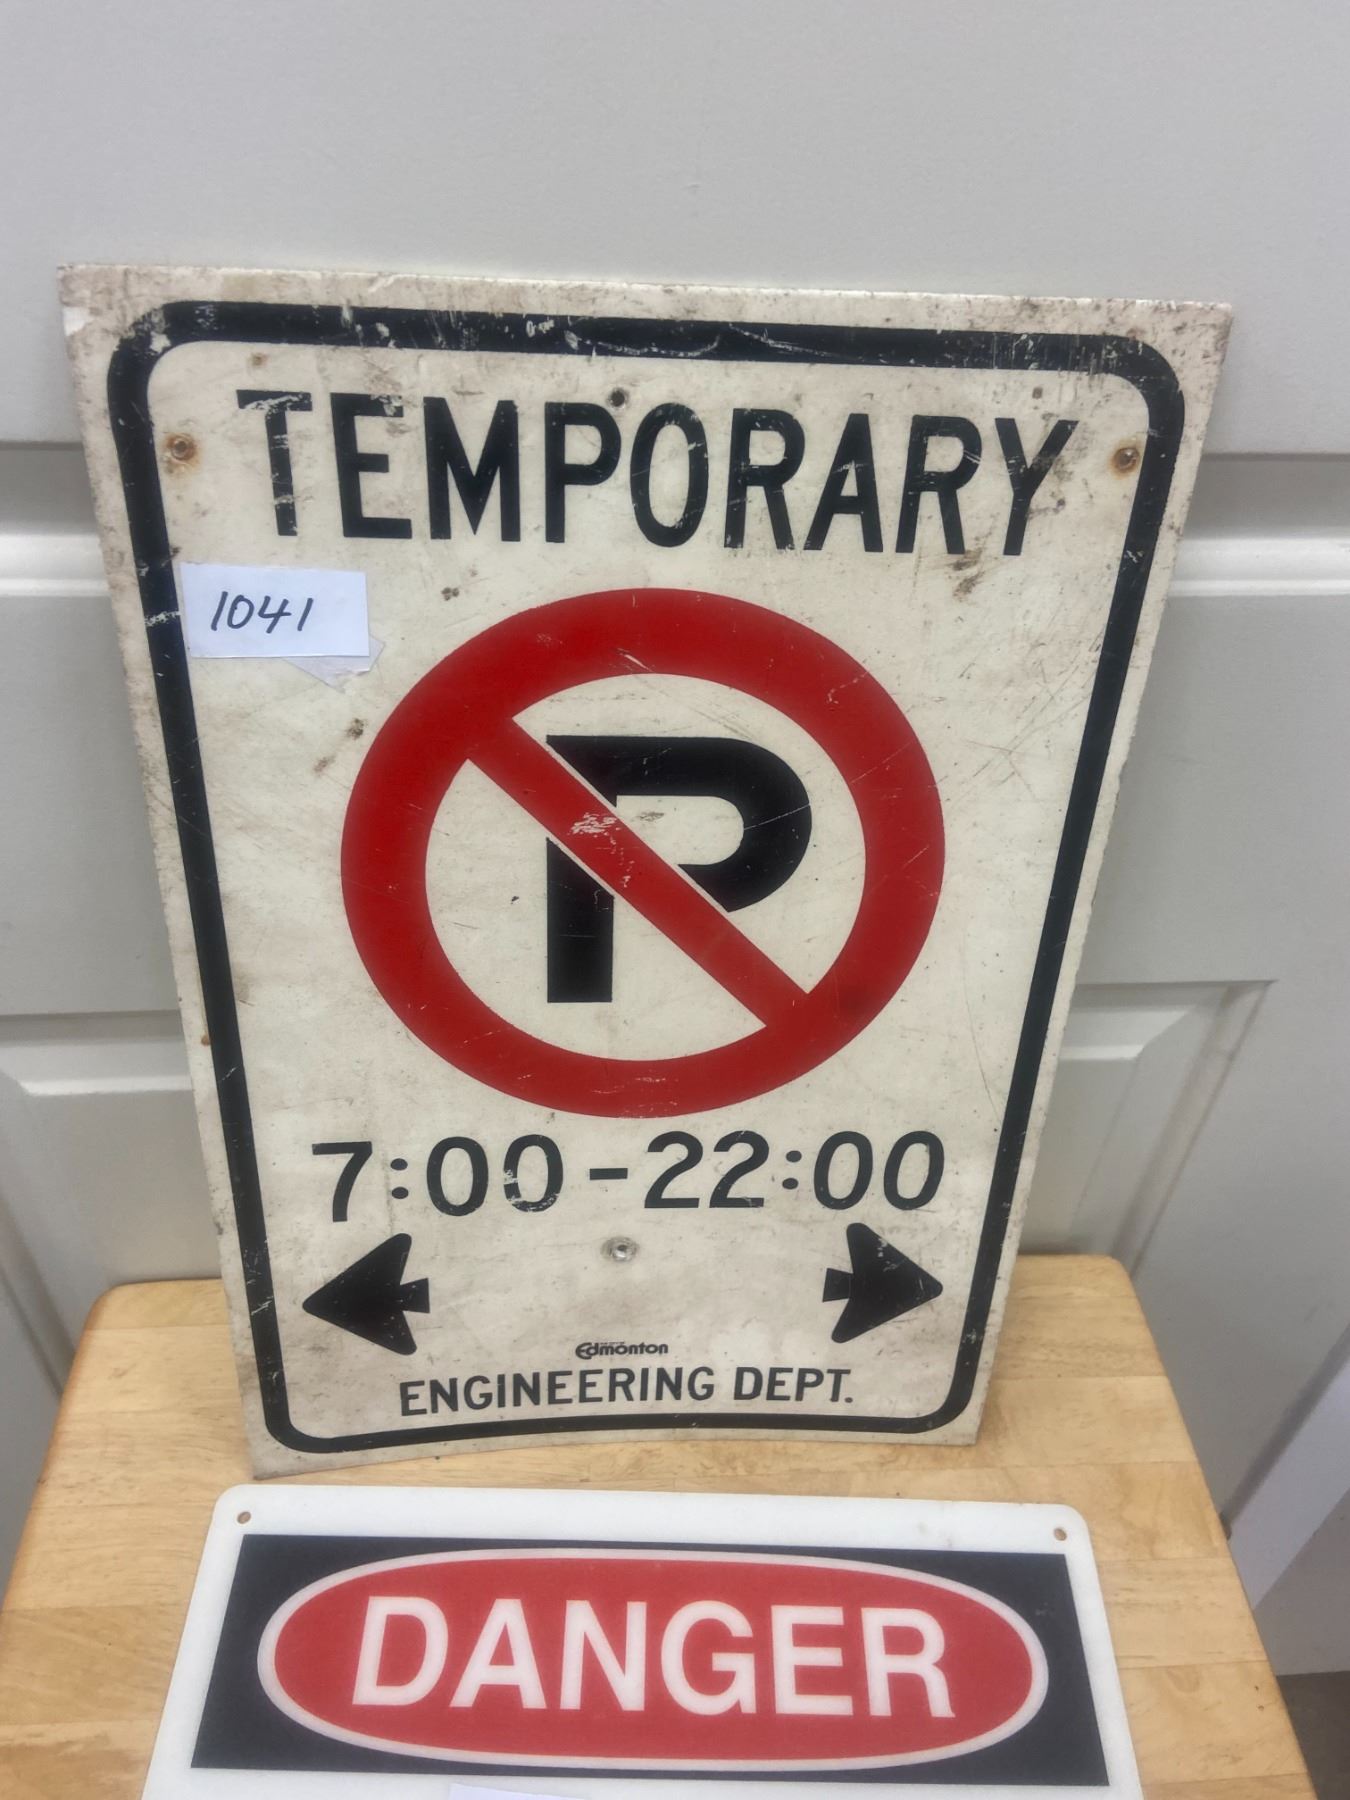 TEMPORARY
1041
P
7:00-22:00
Edmonton
ENGINEERING DEPT.
DANGER